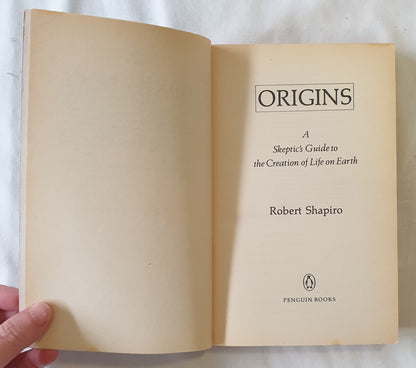 ORIGINS
A
Skeptic's Guide to
the Creation of Life on Earth
Robert Shapiro
PENGUIN BOOKS